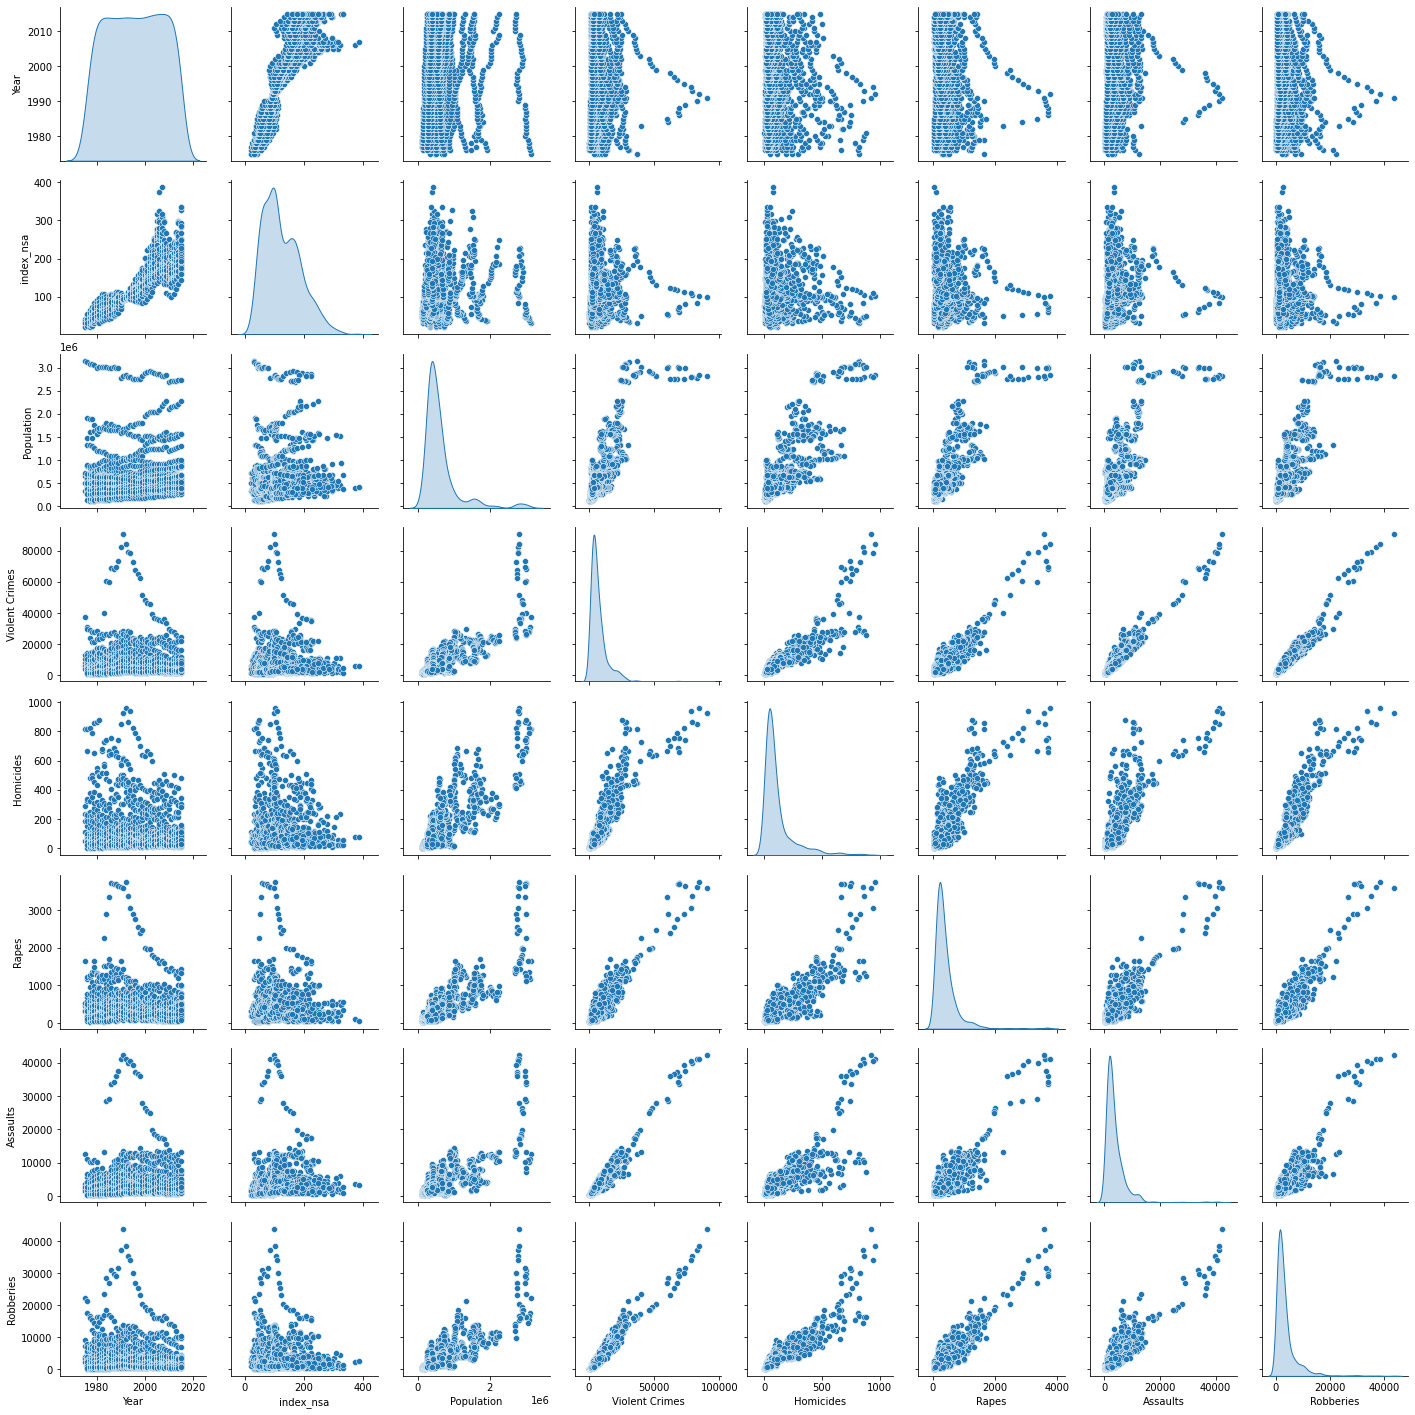 2010
2000
1990
1980
Year
400
300
200
100
index_nsa
1e6
3.0
2.5
2.0
1.5
1.0
0.5
0.0
Population
80000
60000
40000
20000
0
Violent Crimes
1000
800
600
400
200
0
Homicides
3000
2000
1000
0
Rapes
40000
30000
20000
10000
0
Assaults
40000
30000
20000
10000
0
Robberies
1980 2000 2020
Year
0 200 400
index_nsa
0 2
1e6
Population
0 50000 100000
Violent Crimes
0 500 1000
Homicides
0 2000 4000
Rapes
0 20000 40000
Assaults
0 20000 40000
Robberies